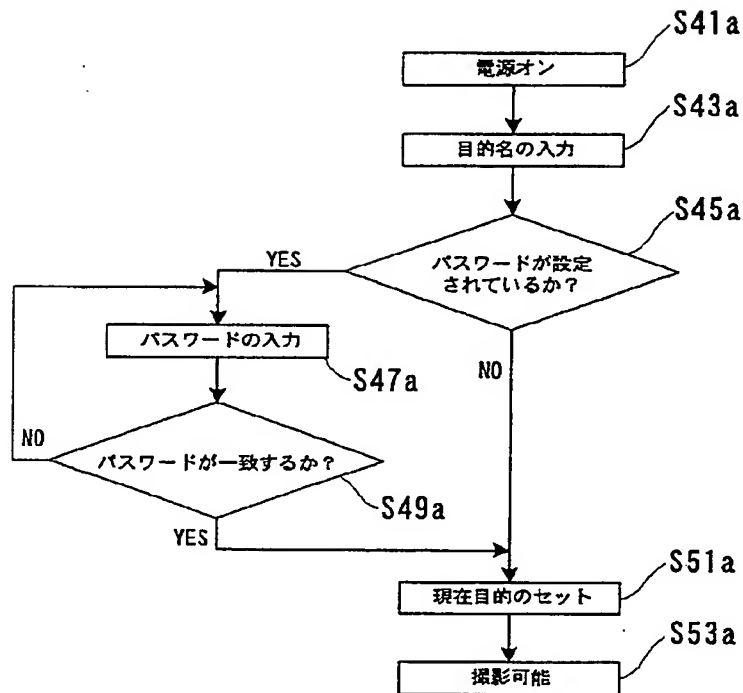 S41a
電源オン
S43a
目的名の入力
S45a
パスワードが設定
されているか？
YES
パスワードの入力
S47a
NO
NO
パスワードが一致するか？
S49a
YES
S51a
現在目的のセット
S53a
撮影可能